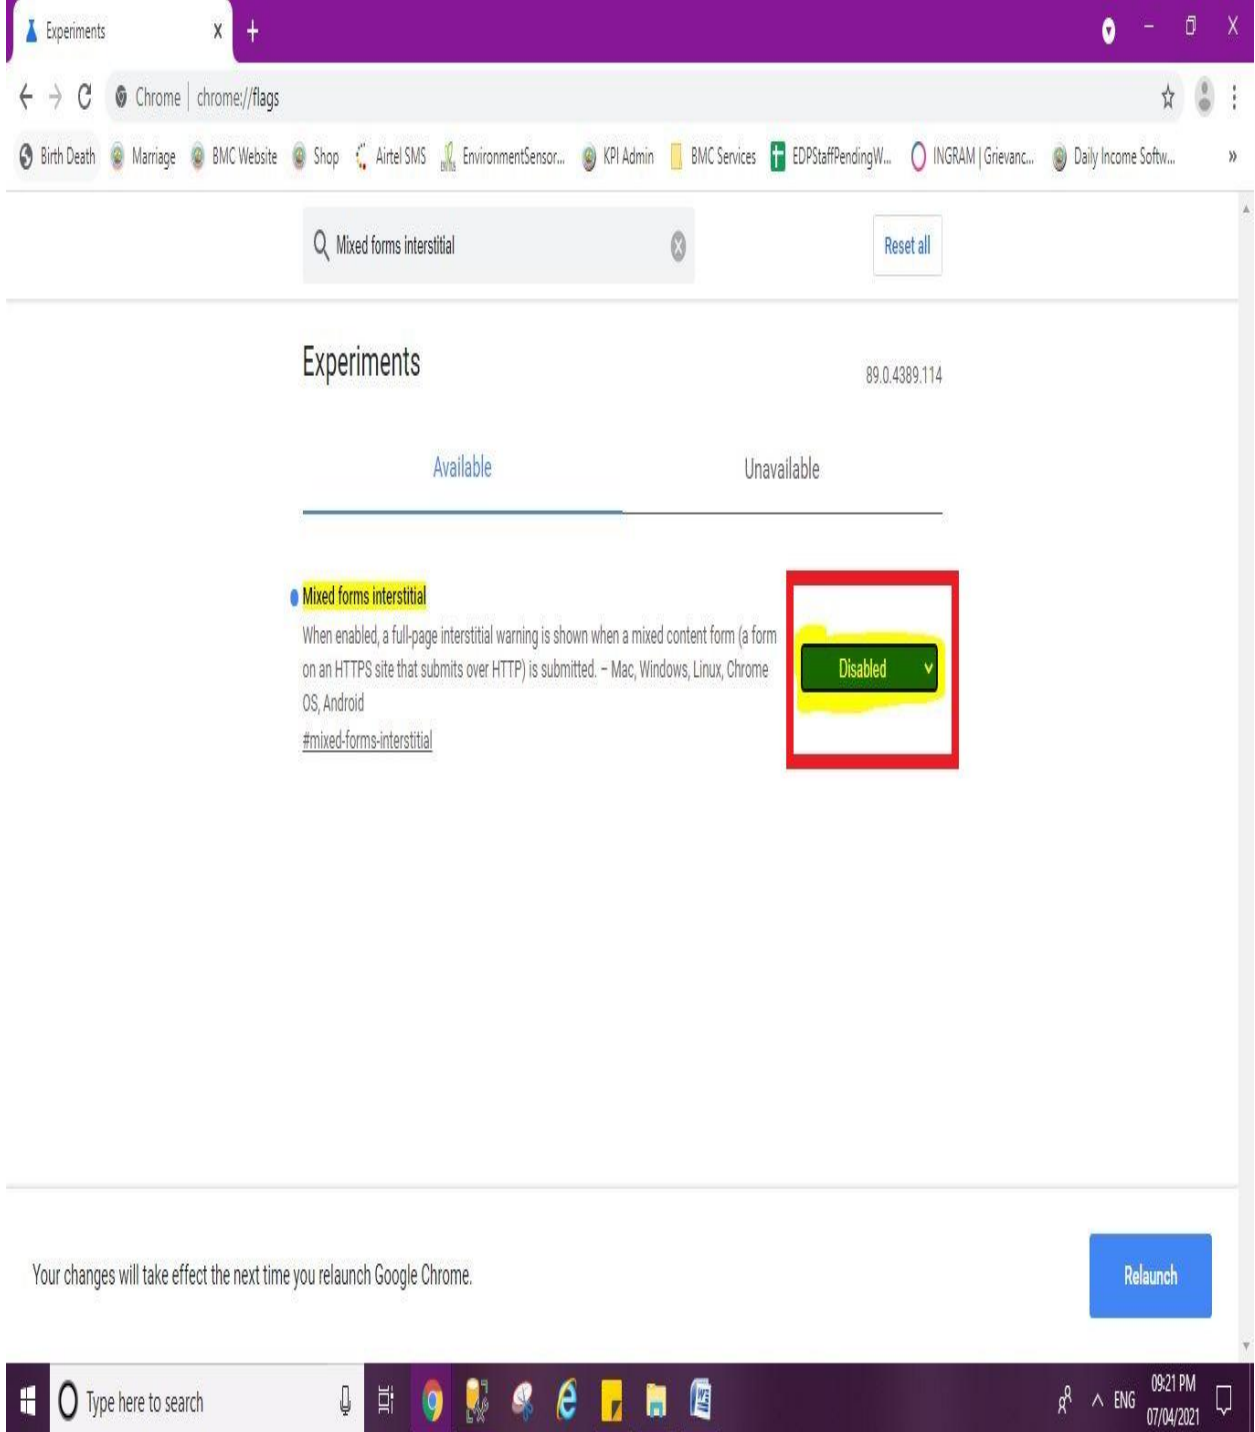 Experiments
Chrome | chrome://flags
Birth Death Marriage BMC Website Shop Airtel SMS EnvironmentSensor... KPI Admin BMC Services EDPStaffPendingW... INGRAM | Grievanc... Daily Income Softw... »
Mixed forms interstitial
Reset all
Experiments
89.0.4389.114
Available Unavailable
Mixed forms interstitial
When enabled, a full-page interstitial warning is shown when a mixed content form (a form
on an HTTPS site that submits over HTTP) is submitted. – Mac, Windows, Linux, Chrome
OS, Android
#mixed-forms-interstitial
Disabled
Your changes will take effect the next time you relaunch Google Chrome.
Relaunch
Type here to search
ENG
09:21 PM
07/04/2021